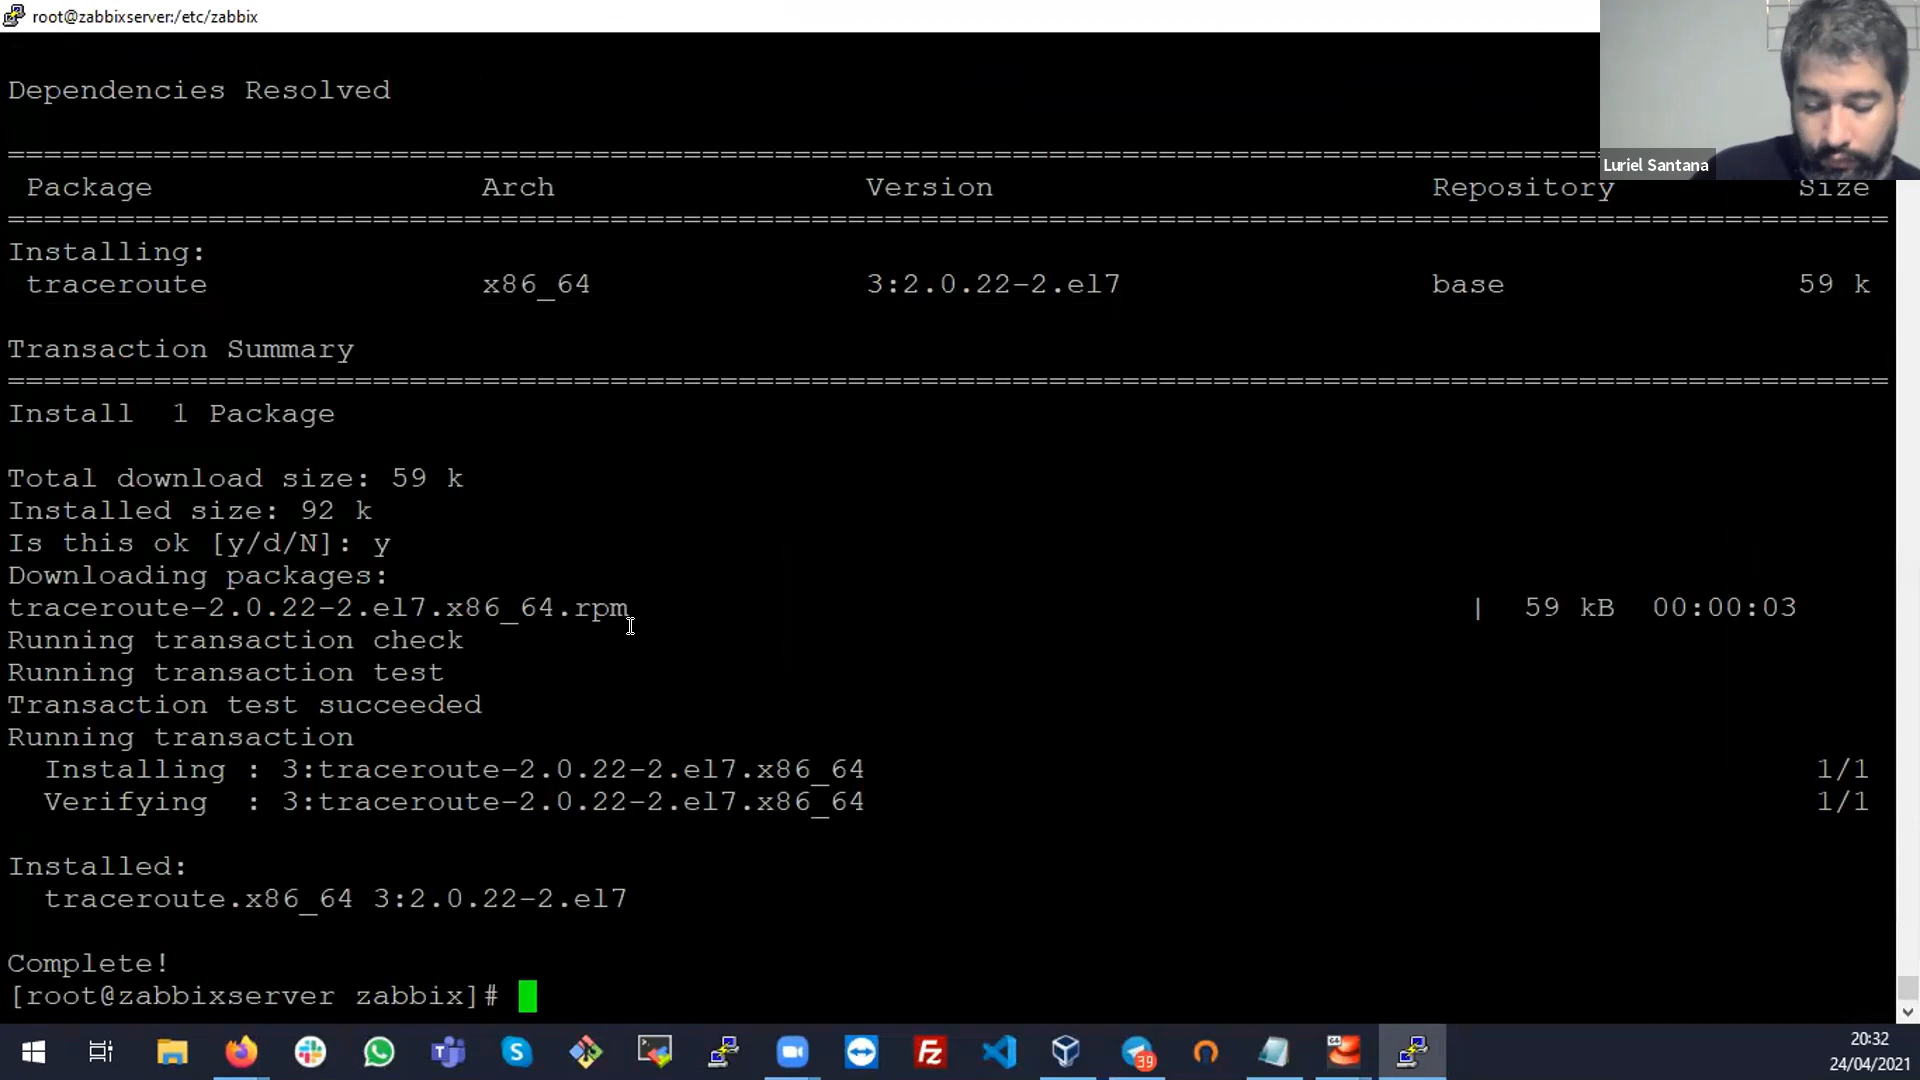 root@zabbixserver:/etc/zabbix
Luriel Santana
Dependencies Resolved
================================================================================
Package Arch Version Repository Size
================================================================================
Installing:
traceroute x86_64 3:2.0.22-2.el7 base 59 k
Transaction Summary
================================================================================
Install 1 Package
Total download size: 59 k
Installed size: 92 k
Is this ok [y/d/N]: y
Downloading packages:
traceroute-2.0.22-2.el7.x86_64.rpm | 59 kB 00:00:03
Running transaction check
Running transaction test
Transaction test succeeded
Running transaction
Installing : 3:traceroute-2.0.22-2.el7.x86_64 1/1
Verifying : 3:traceroute-2.0.22-2.el7.x86_64 1/1
Installed:
traceroute.x86_64 3:2.0.22-2.el7
Complete!
[root@zabbixserver zabbix]#
39
64
20:32
24/04/2021